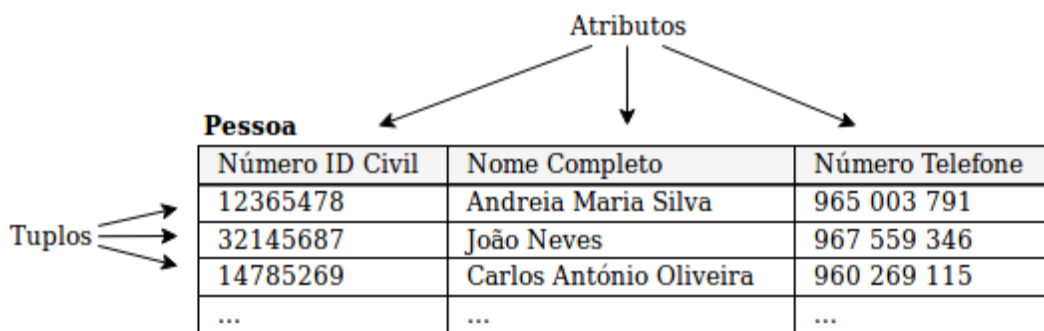 Atributos
Pessoa
Número ID Civil Nome Completo Número Telefone
12365478 Andreia Maria Silva 965 003 791
Tuplos 32145687 João Neves 967 559 346
14785269 Carlos António Oliveira 960 269 115
... ... ...